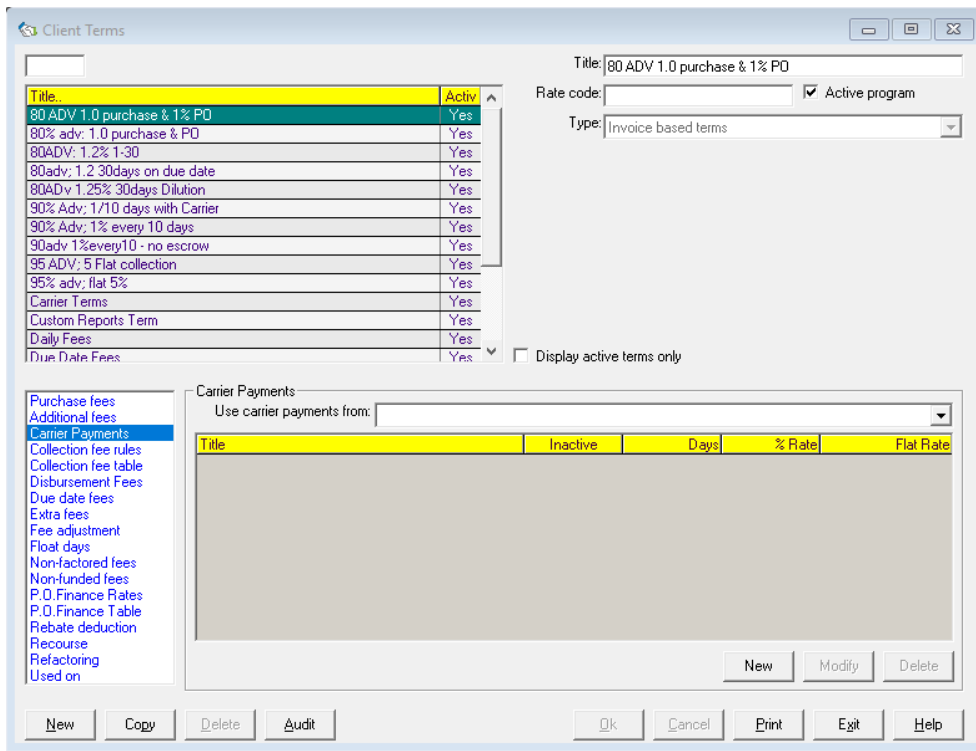 Client Terms
Title: 80 ADV 1.0 purchase & 1% PO
Rate code:
Active program
Type: Invoice based terms
Title.. Activ
80 ADV 1.0 purchase & 1% PO Yes
80% adv: 1.0 purchase & PO Yes
80ADV: 1.2% 1-30 Yes
80adv; 1.2 30days on due date Yes
80ADv 1.25% 30days Dilution Yes
90% Adv; 1/10 days with Carrier Yes
90% Adv; 1% every 10 days Yes
90adv 1%every10 - no escrow Yes
95 ADV; 5 Flat collection Yes
95% adv; flat 5% Yes
Carrier Terms Yes
Custom Reports Term Yes
Daily Fees Yes
Due Date Fees Yes
Display active terms only
Purchase fees
Additional fees
Carrier Payments
Collection fee rules
Collection fee table
Disbursement Fees
Due date fees
Extra fees
Fee adjustment
Float days
Non-factored fees
Non-funded fees
P.O.Finance Rates
P.O.Finance Table
Rebate deduction
Recourse
Refactoring
Used on
Carrier Payments
Use carrier payments from:
Title Inactive Days % Rate Flat Rate
New Modify Delete
New Copy Delete Audit Ok Cancel Print Exit Help